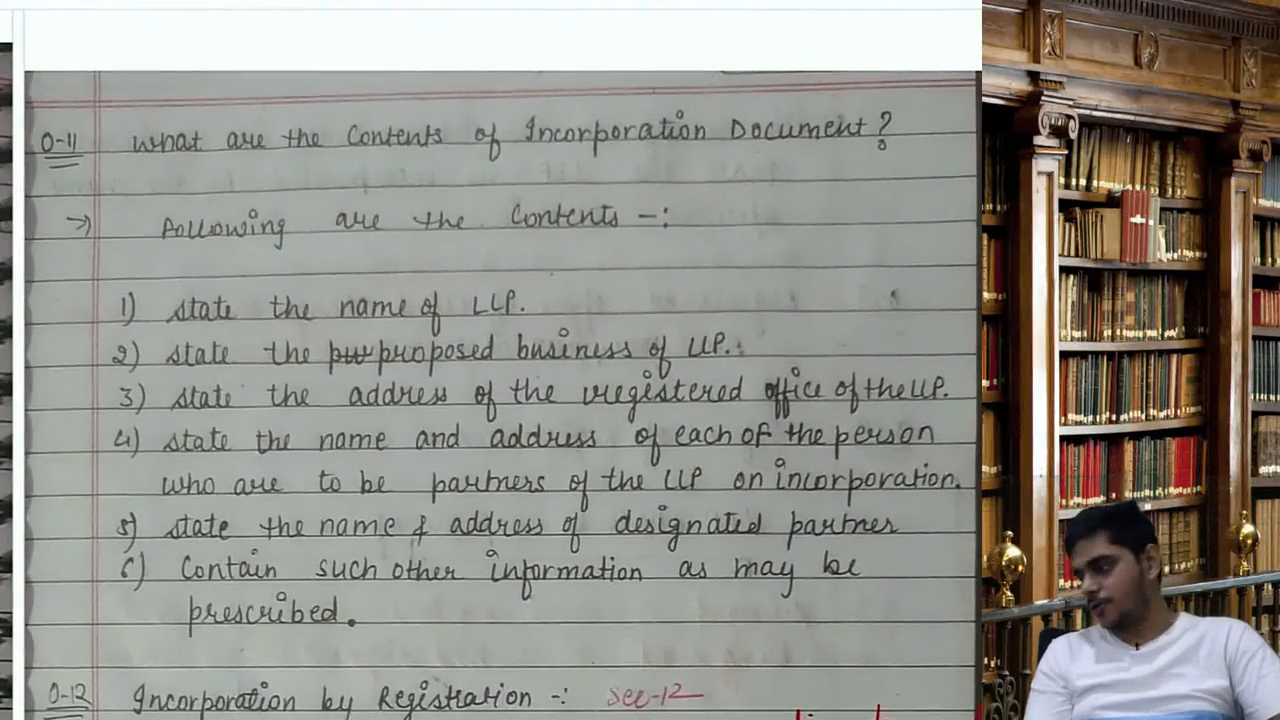 Q-11 What are the Contents of Incorporation Document?
→) Following are the Contents -:
1) state the name of LLP.
2) state the proposed business of LLP.
3) state the address of the registered office of the LLP.
4) state the name and address of each of the person
who are to be partners of the LLP on incorporation.
5) state the name & address of designated partner
6) Contain such other information as may be
prescribed.
Q-12 Incorporation by Registration -: Sec-12